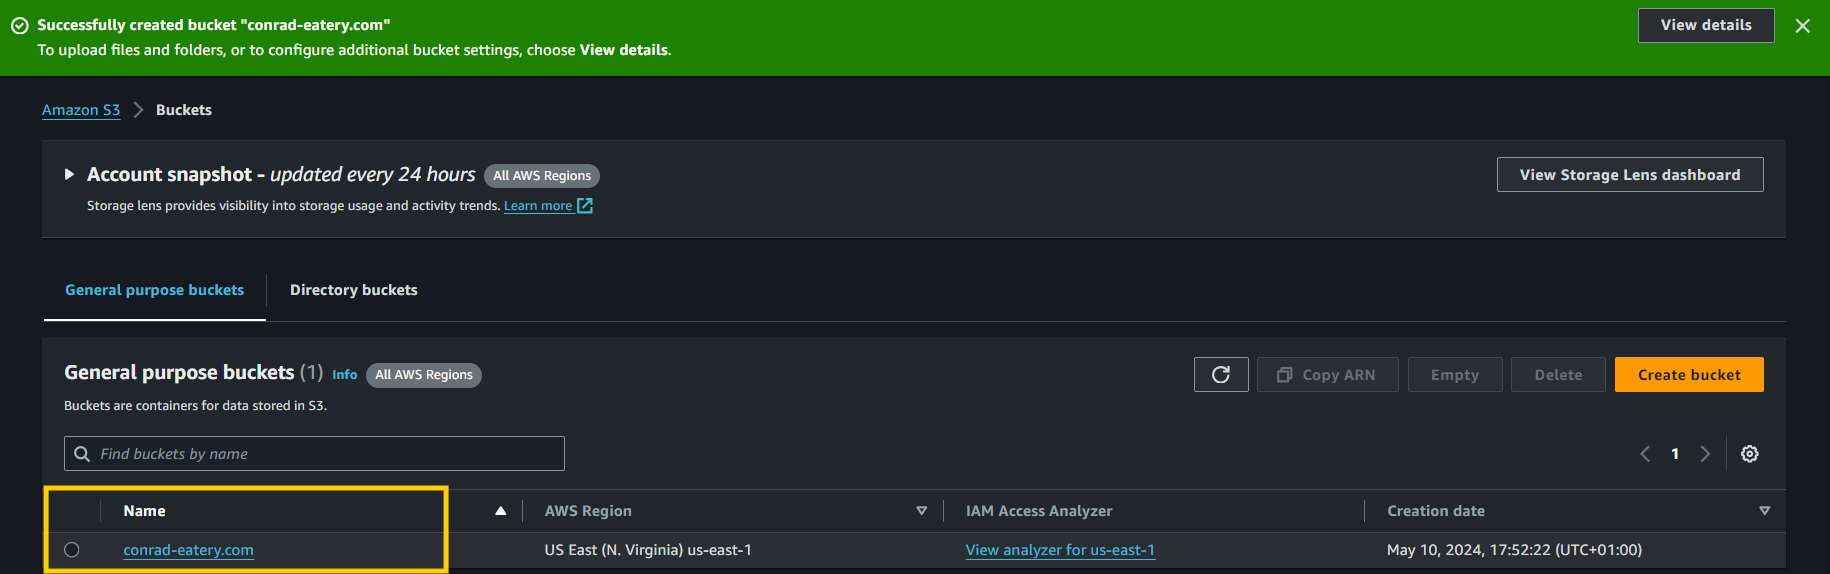 Successfully created bucket "conrad-eatery.com"
View details
To upload files and folders, or to configure additional bucket settings, choose View details.
Amazon S3 > Buckets
Account snapshot - updated every 24 hours All AWS Regions
View Storage Lens dashboard
Storage lens provides visibility into storage usage and activity trends. Learn more
General purpose buckets Directory buckets
General purpose buckets (1) Info All AWS Regions
Copy ARN Empty Delete Create bucket
Buckets are containers for data stored in S3.
Find buckets by name
1
Name AWS Region IAM Access Analyzer Creation date
conrad-eatery.com US East (N. Virginia) us-east-1 View analyzer for us-east-1 May 10, 2024, 17:52:22 (UTC+01:00)